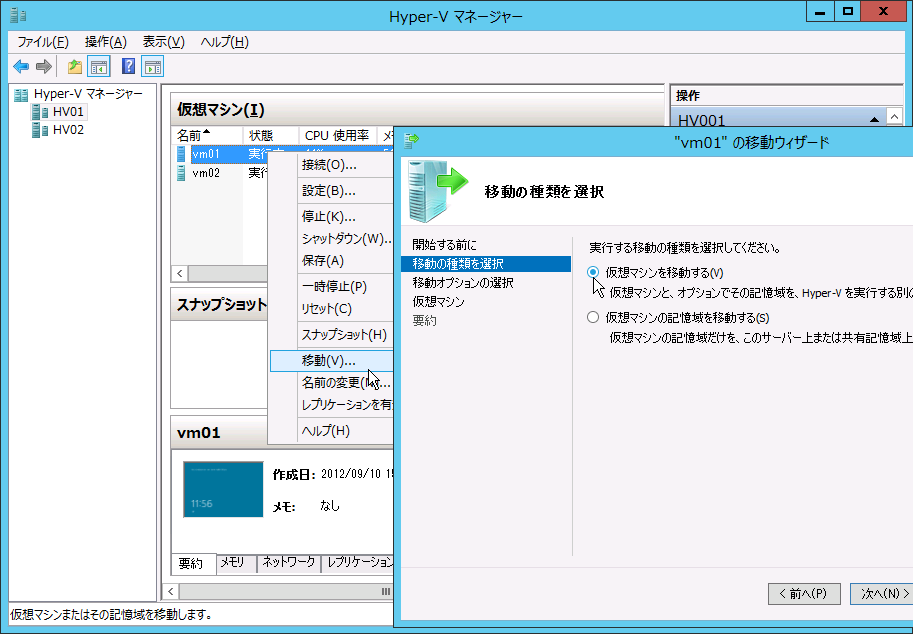 Hyper-V マネージャー
ファイル(F) 操作(A) 表示(V) ヘルプ(H)
Hyper-V マネージャー
HV01
HV02
仮想マシン(I)
名前 状態 CPU 使用率
vm01
vm02
スナップショット
vm01
11:56
作成日: 2012/09/10
メモ: なし
要約 メモリ ネットワーク レプリケーション
仮想マシンまたはその記憶域を移動します。
操作
HV001
接続(O)...
設定(B)...
停止(K)...
シャットダウン(W)...
保存(A)
一時停止(P)
リセット(C)
スナップショット(H)
移動(V)...
名前の変更
レプリケーションを有
ヘルプ(H)
"vm01" の移動ウィザード
移動の種類を選択
開始する前に
移動の種類を選択
移動オプションの選択
仮想マシン
要約
実行する移動の種類を選択してください。
仮想マシンを移動する(V)
仮想マシンと、オプションでその記憶域を、Hyper-V を実行する別の
仮想マシンの記憶域を移動する(S)
仮想マシンの記憶域だけを、このサーバー上または共有記憶域上
< 前へ(P) 次へ(N) >